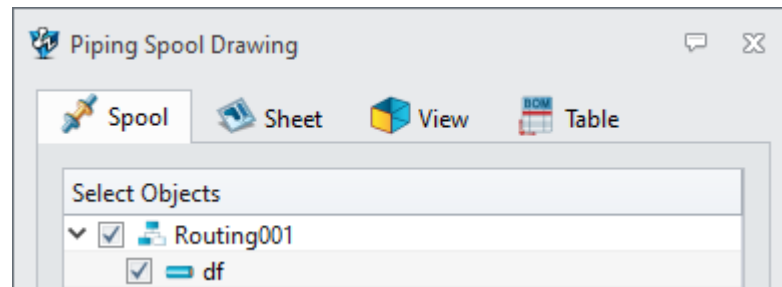 Piping Spool Drawing
Spool Sheet View BOM Table
Select Objects
Routing001
df